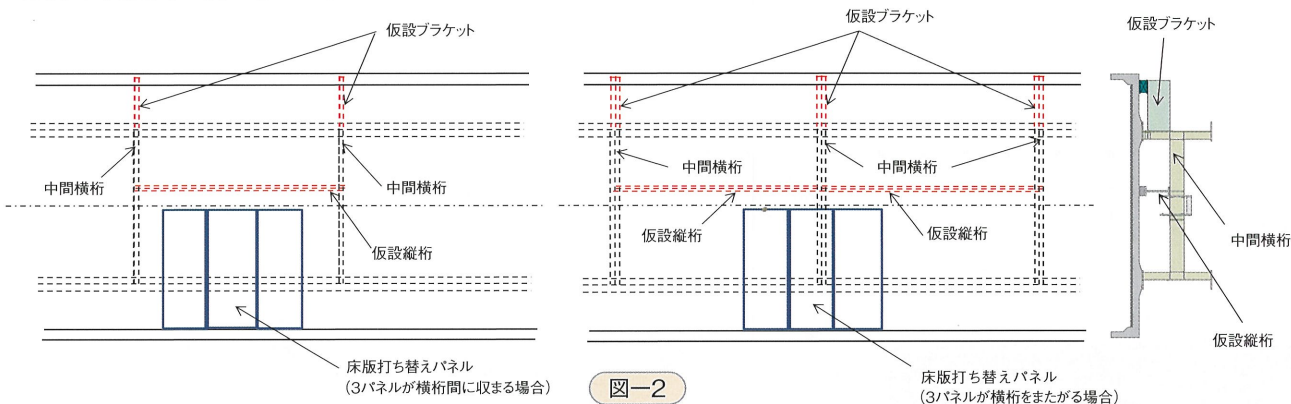 仮設ブラケット
中間横桁
中間横桁
仮設縦桁
床版打ち替えパネル
(3パネルが横桁間に収まる場合)
仮設ブラケット
中間横桁
中間横桁
仮設縦桁
仮設縦桁
床版打ち替えパネル
(3パネルが横桁をまたがる場合)
仮設ブラケット
中間横桁
仮設縦桁
図ー2